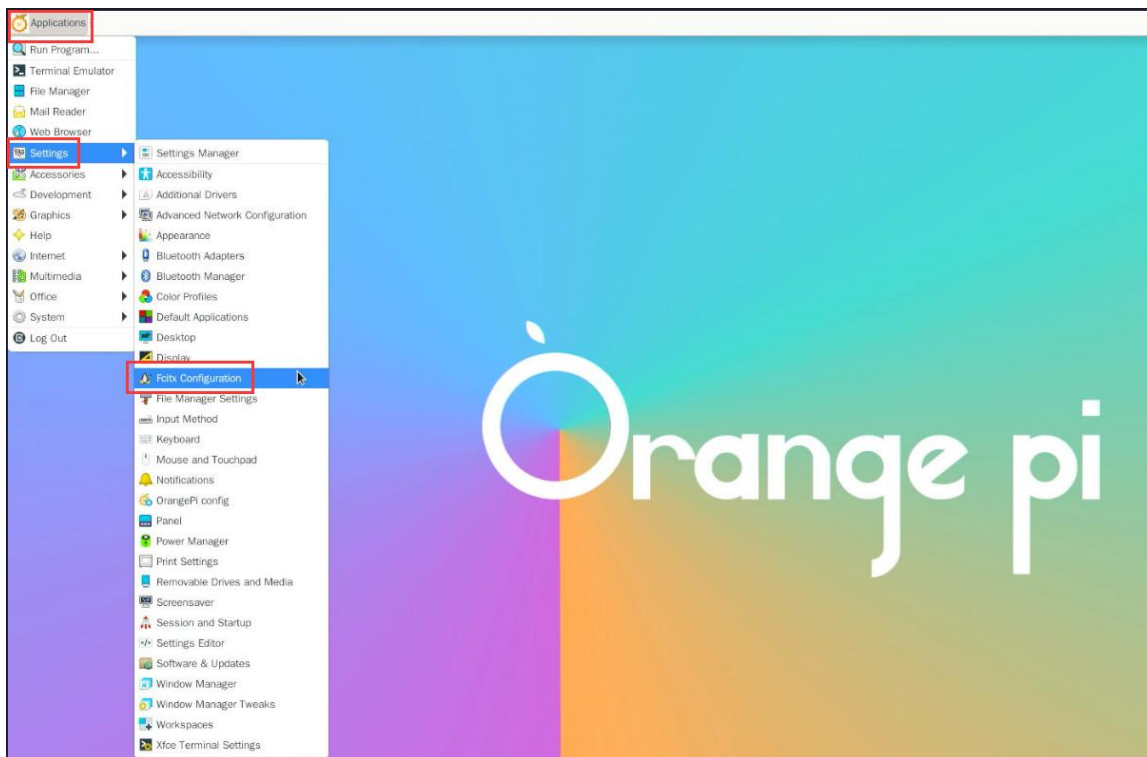 Applications
Run Program...
Terminal Emulator
File Manager
Mail Reader
Web Browser
Settings
Accessories
Development
Graphics
Help
Internet
Multimedia
Office
System
Log Out
Settings Manager
Accessibility
Additional Drivers
Advanced Network Configuration
Appearance
Bluetooth Adapters
Bluetooth Manager
Color Profiles
Default Applications
Desktop
Display
Fcitx Configuration
File Manager Settings
Input Method
Keyboard
Mouse and Touchpad
Notifications
OrangePi config
Panel
Power Manager
Print Settings
Removable Drives and Media
Screensaver
Session and Startup
Settings Editor
Software & Updates
Window Manager
Window Manager Tweaks
Workspaces
Xfce Terminal Settings
Orange pi